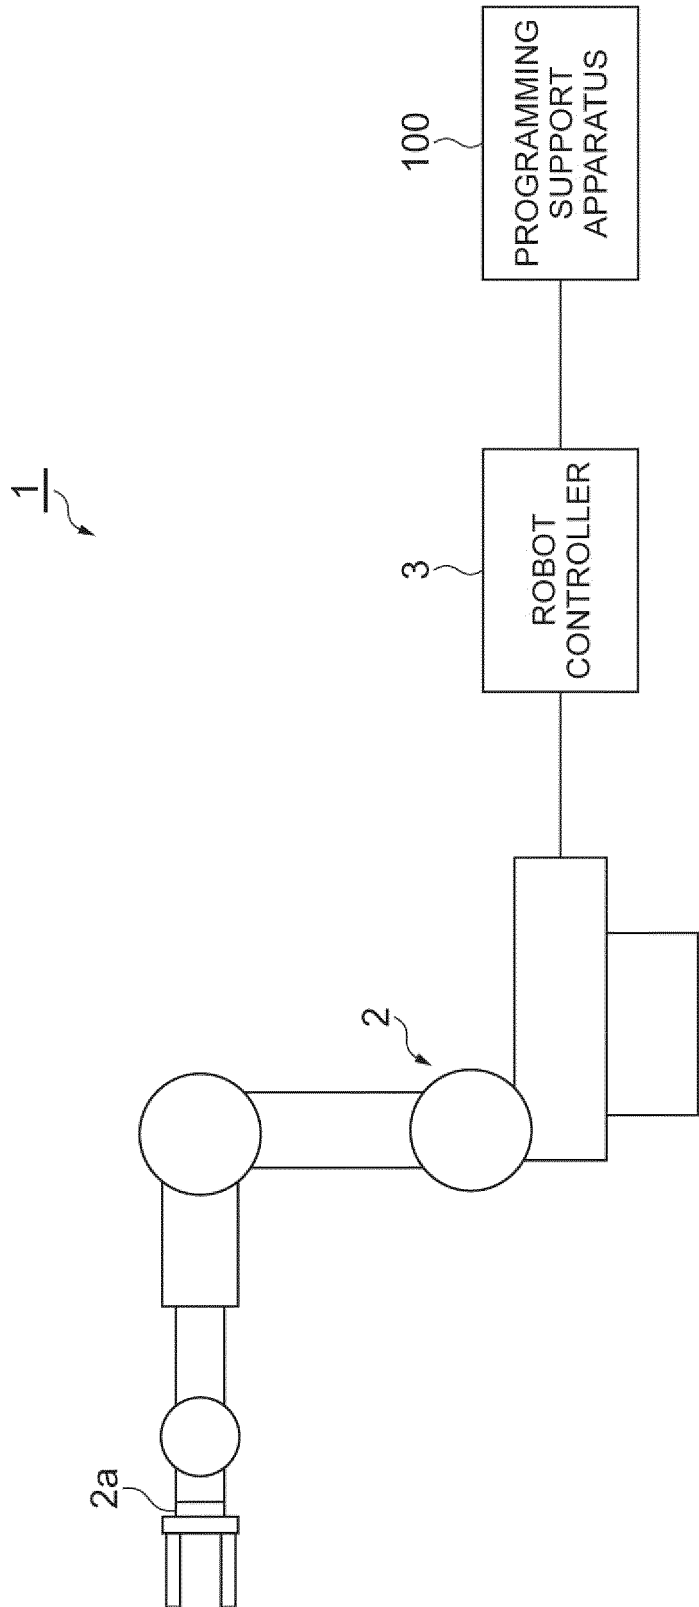 1
2a
2
3
ROBOT
CONTROLLER
100
PROGRAMMING
SUPPORT
APPARATUS